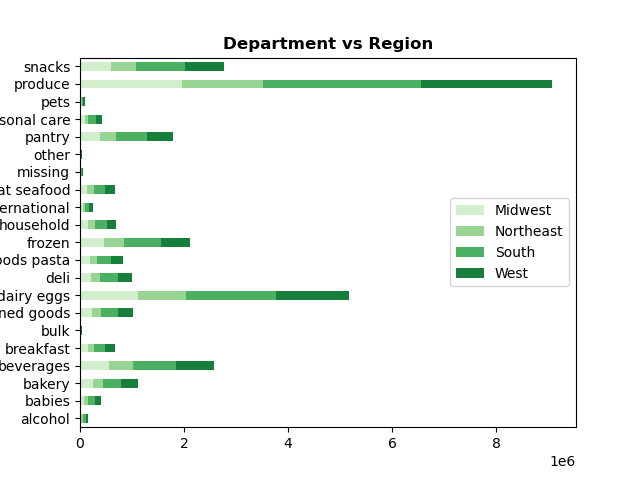 Department vs Region
snacks
produce
pets
sonal care
pantry
other
missing
at seafood
ernational
household
frozen
oods pasta
deli
dairy eggs
ned goods
bulk
breakfast
beverages
bakery
babies
alcohol
Midwest
Northeast
South
West
0 2 4 6 8
1e6